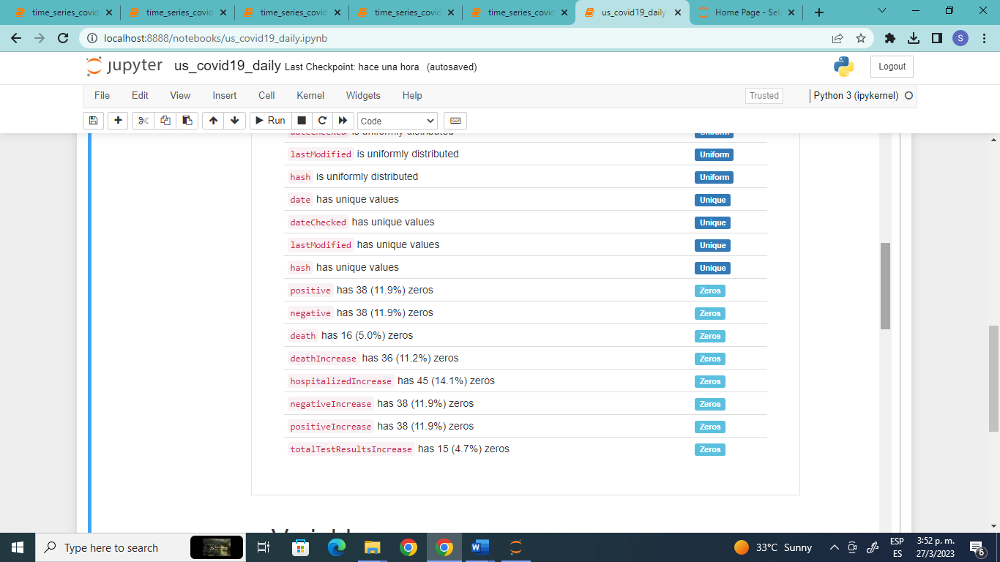 time_series_covid
time_series_covid
time_series_covid
time_series_covid
time_series_covid
us_covid19_daily
Home Page - Sele
localhost:8888/notebooks/us_covid19_daily.ipynb
S
jupyter us_covid19_daily Last Checkpoint: hace una hora (autosaved)
Logout
File Edit View Insert Cell Kernel Widgets Help
Trusted
Python 3 (ipykernel)
Run
Code
dateChecked is uniformly distributed Uniform
lastModified is uniformly distributed Uniform
hash is uniformly distributed Uniform
date has unique values Unique
dateChecked has unique values Unique
lastModified has unique values Unique
hash has unique values Unique
positive has 38 (11.9%) zeros Zeros
negative has 38 (11.9%) zeros Zeros
death has 16 (5.0%) zeros Zeros
deathIncrease has 36 (11.2%) zeros Zeros
hospitalizedIncrease has 45 (14.1%) zeros Zeros
negativeIncrease has 38 (11.9%) zeros Zeros
positiveIncrease has 38 (11.9%) zeros Zeros
totalTestResultsIncrease has 15 (4.7%) zeros Zeros
Type here to search
33°C Sunny
ESP
ES
3:52 p. m.
27/3/2023
6